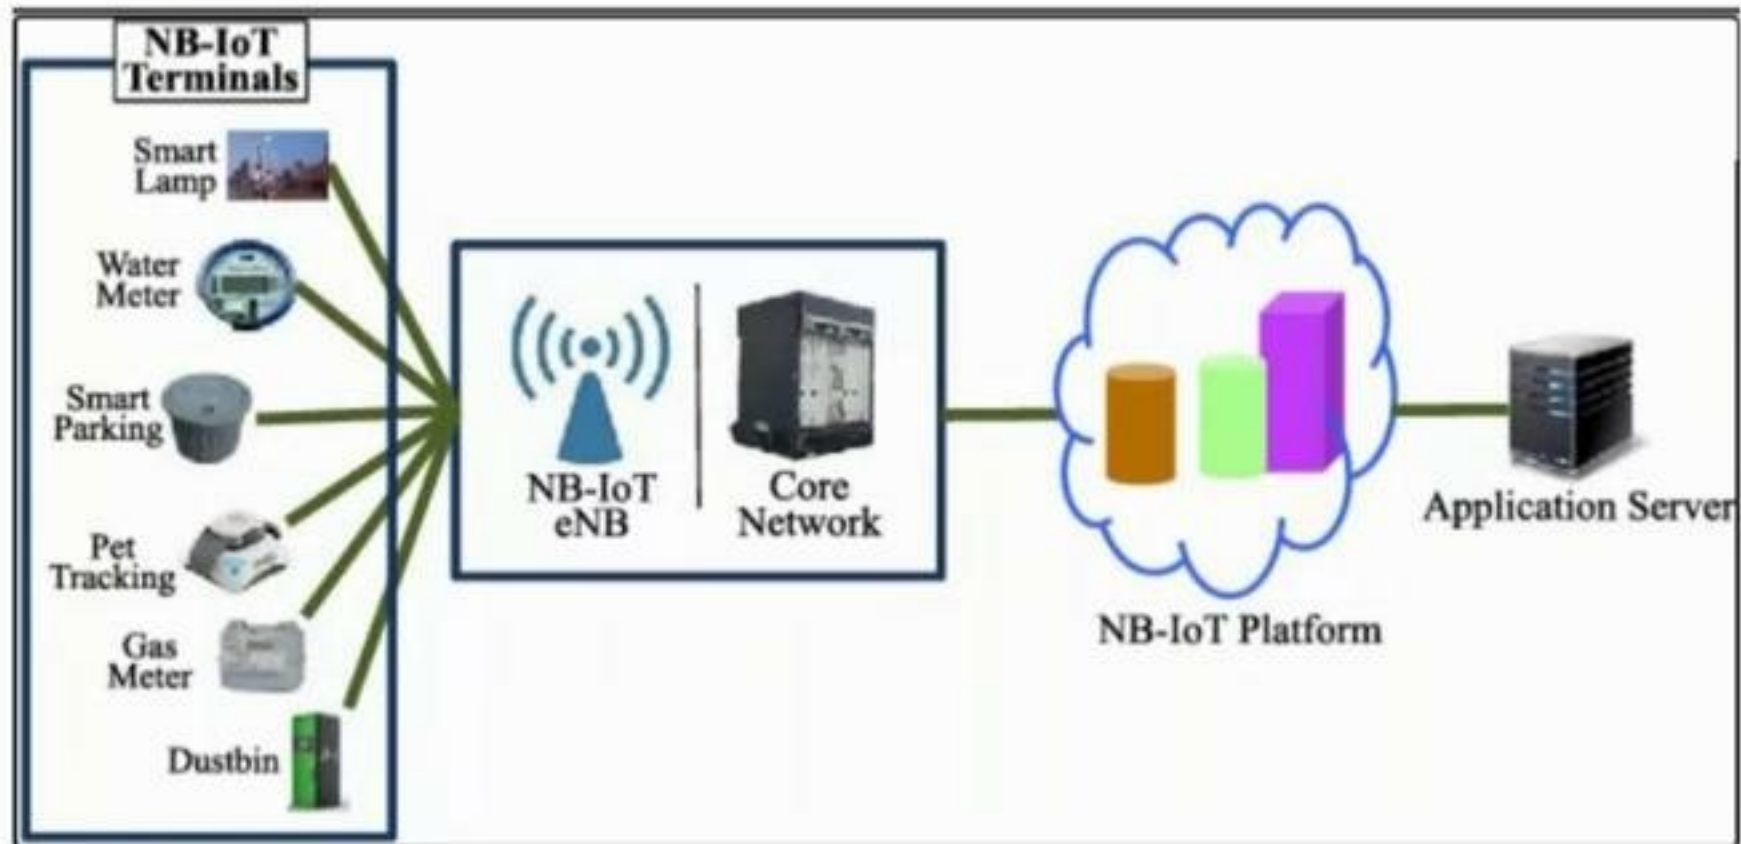 NB-IoT
Terminals
Smart
Lamp
Water
Meter
Smart
Parking
Pet
Tracking
Gas
Meter
Dustbin
NB-IoT
eNB
Core
Network
NB-IoT Platform
Application Server